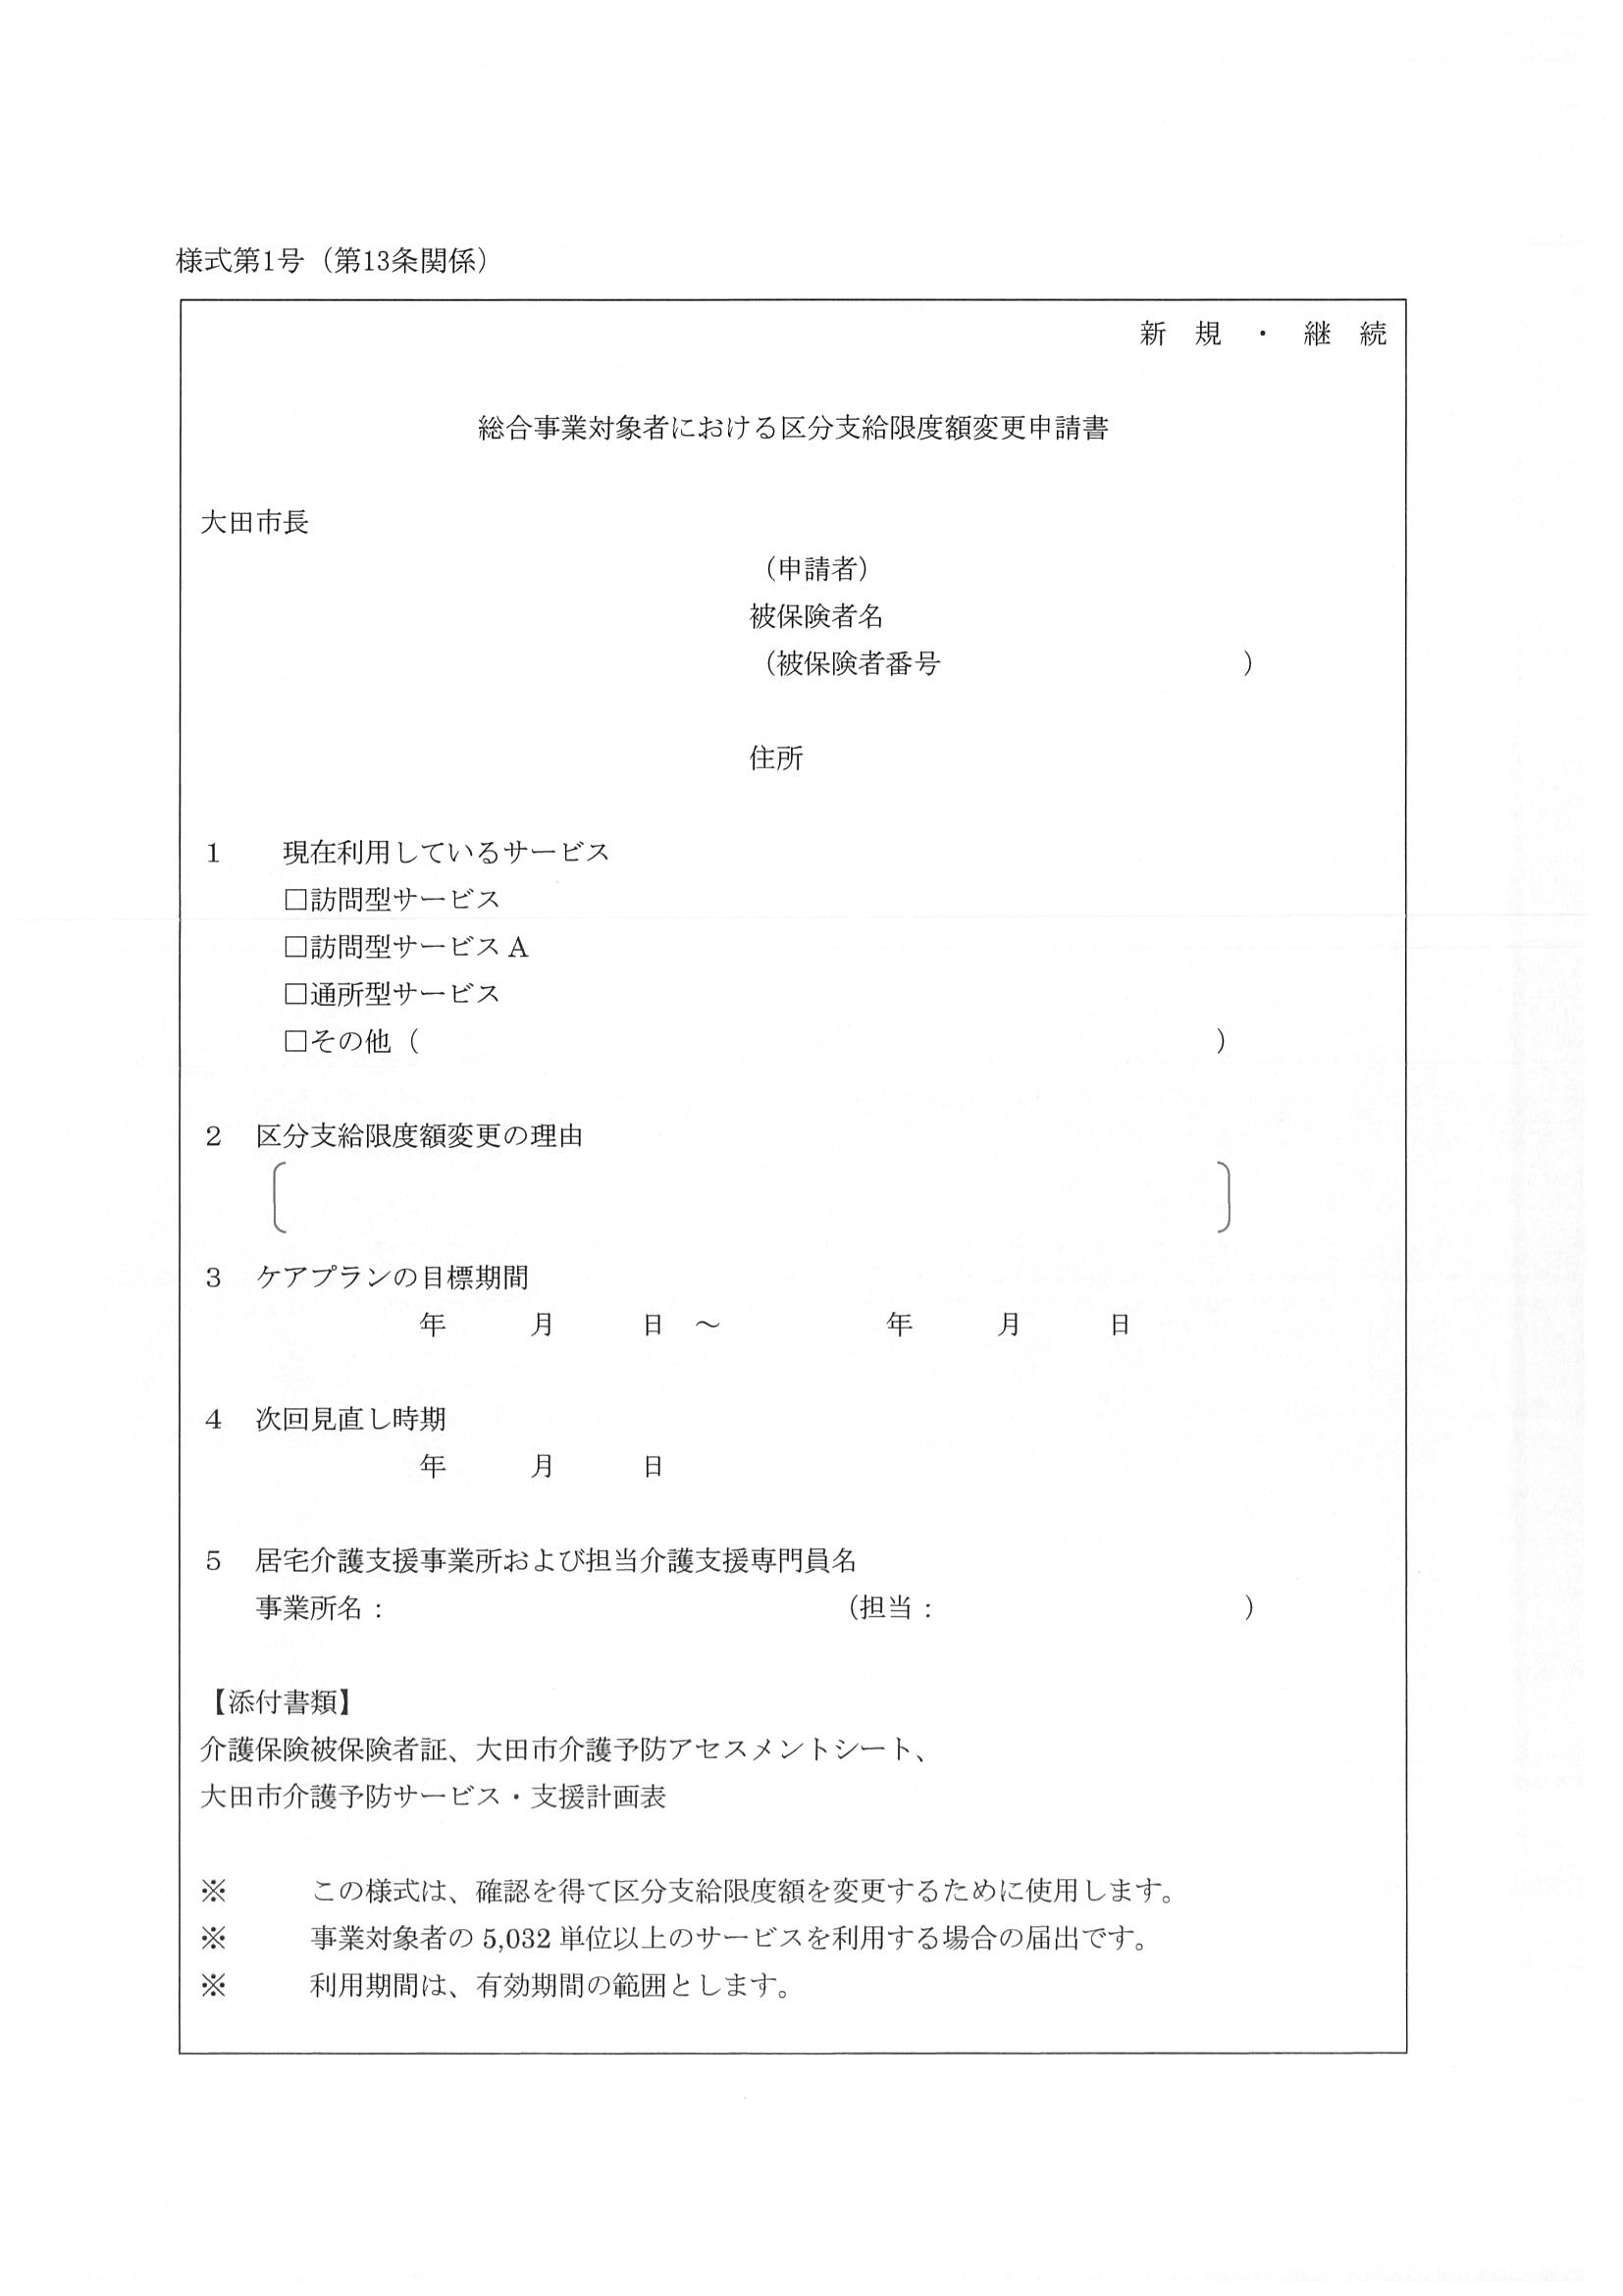 様式第1号（第13条関係）
新　規　・　継　続
総合事業対象者における区分支給限度額変更申請書
大田市長
（申請者）
被保険者名
（被保険者番号　　　　　　　　　　　）
住所
1　　現在利用しているサービス
□訪問型サービス
□訪問型サービスA
□通所型サービス
□その他（　　　　　　　　　　　　　　　　　　　　　　　　　　　　　）
2　区分支給限度額変更の理由
3　ケアプランの目標期間
年　　　月　　　日　～　　　　　　年　　　月　　　日
4　次回見直し時期
年　　　月　　　日
5　居宅介護支援事業所および担当介護支援専門員名
事業所名：　　　　　　　　　　　　　　　　　（担当：　　　　　　　　　　　）
【添付書類】
介護保険被保険者証、大田市介護予防アセスメントシート、
大田市介護予防サービス・支援計画表
※　　　この様式は、確認を得て区分支給限度額を変更するために使用します。
※　　　事業対象者の 5,032 単位以上のサービスを利用する場合の届出です。
※　　　利用期間は、有効期間の範囲とします。